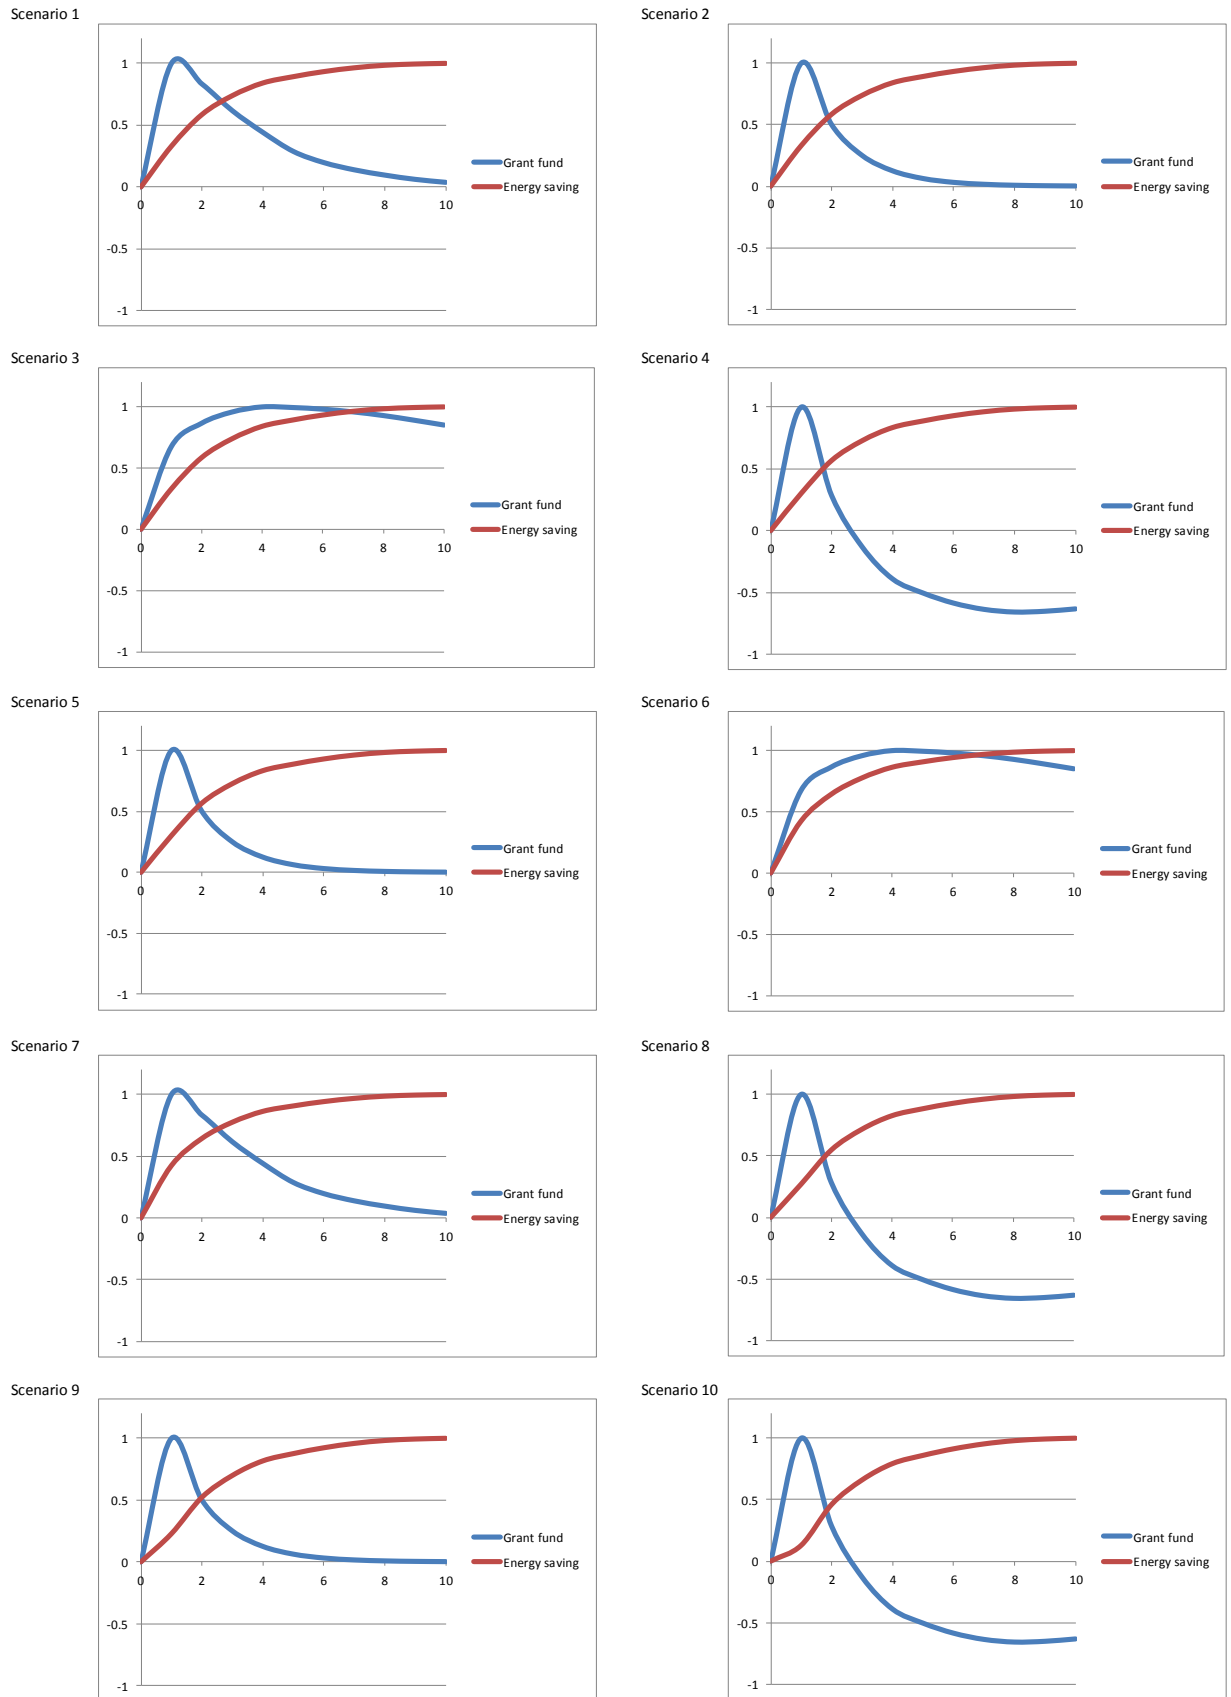 Scenario 1
1
0.5
0
-0.5
-1
0 2 4 6 8 10
Grant fund
Energy saving
Scenario 2
1
0.5
0
-0.5
-1
0 2 4 6 8 10
Grant fund
Energy saving
Scenario 3
1
0.5
0
-0.5
-1
0 2 4 6 8 10
Grant fund
Energy saving
Scenario 4
1
0.5
0
-0.5
-1
0 2 4 6 8 10
Grant fund
Energy saving
Scenario 5
1
0.5
0
-0.5
-1
0 2 4 6 8 10
Grant fund
Energy saving
Scenario 6
1
0.5
0
-0.5
-1
0 2 4 6 8 10
Grant fund
Energy saving
Scenario 7
1
0.5
0
-0.5
-1
0 2 4 6 8 10
Grant fund
Energy saving
Scenario 8
1
0.5
0
-0.5
-1
0 2 4 6 8 10
Grant fund
Energy saving
Scenario 9
1
0.5
0
-0.5
-1
0 2 4 6 8 10
Grant fund
Energy saving
Scenario 10
1
0.5
0
-0.5
-1
0 2 4 6 8 10
Grant fund
Energy saving